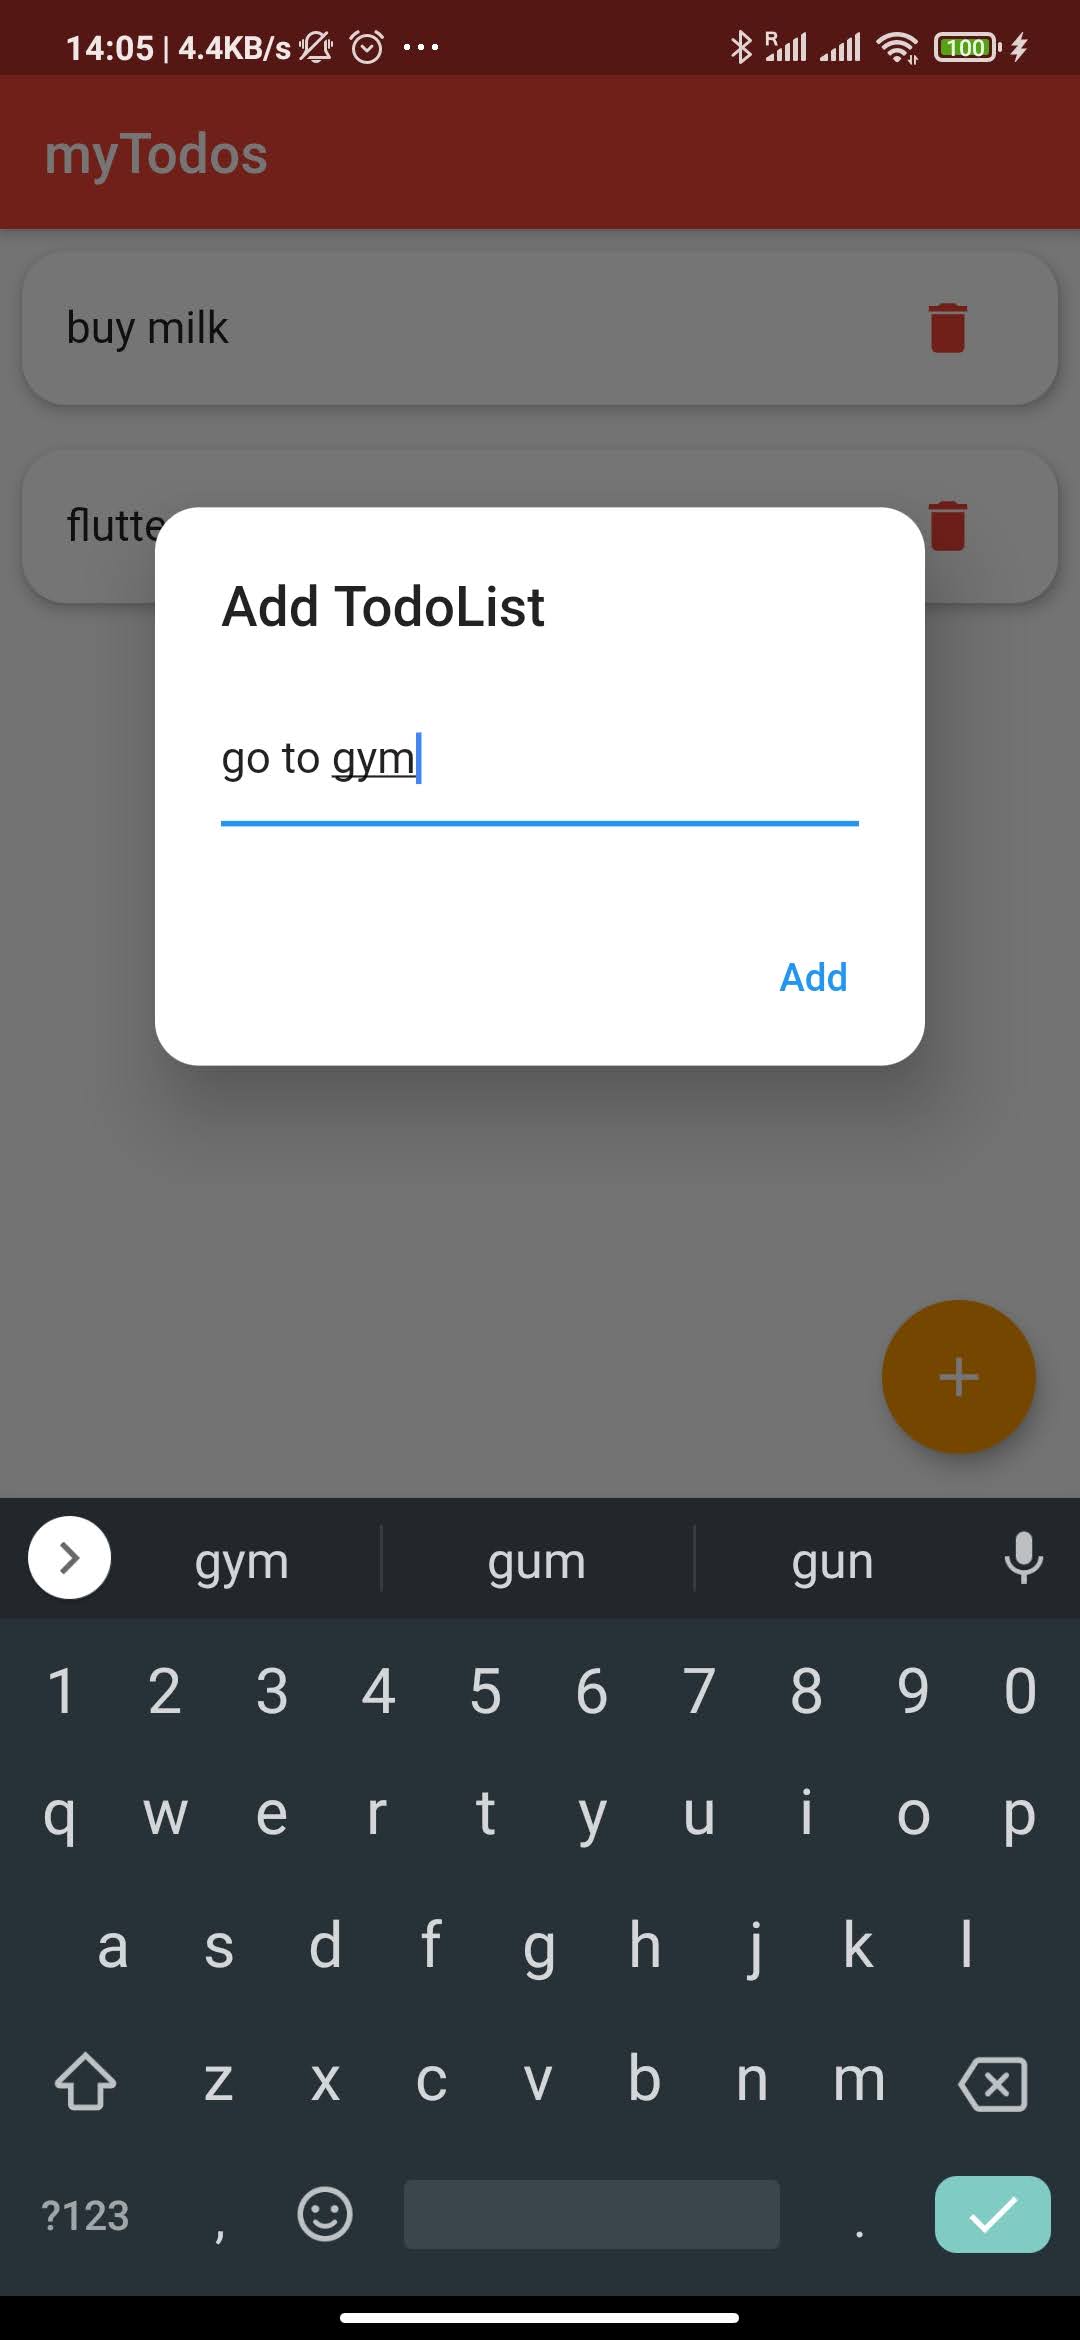 14:05 | 4.4KB/s R 100
myTodos
buy milk
flutte
Add TodoList
go to gym
Add
gym gum gun
1 2 3 4 5 6 7 8 9 0
q w e r t y u i o p
a s d f g h j k l
z x c v b n m
?123 , .